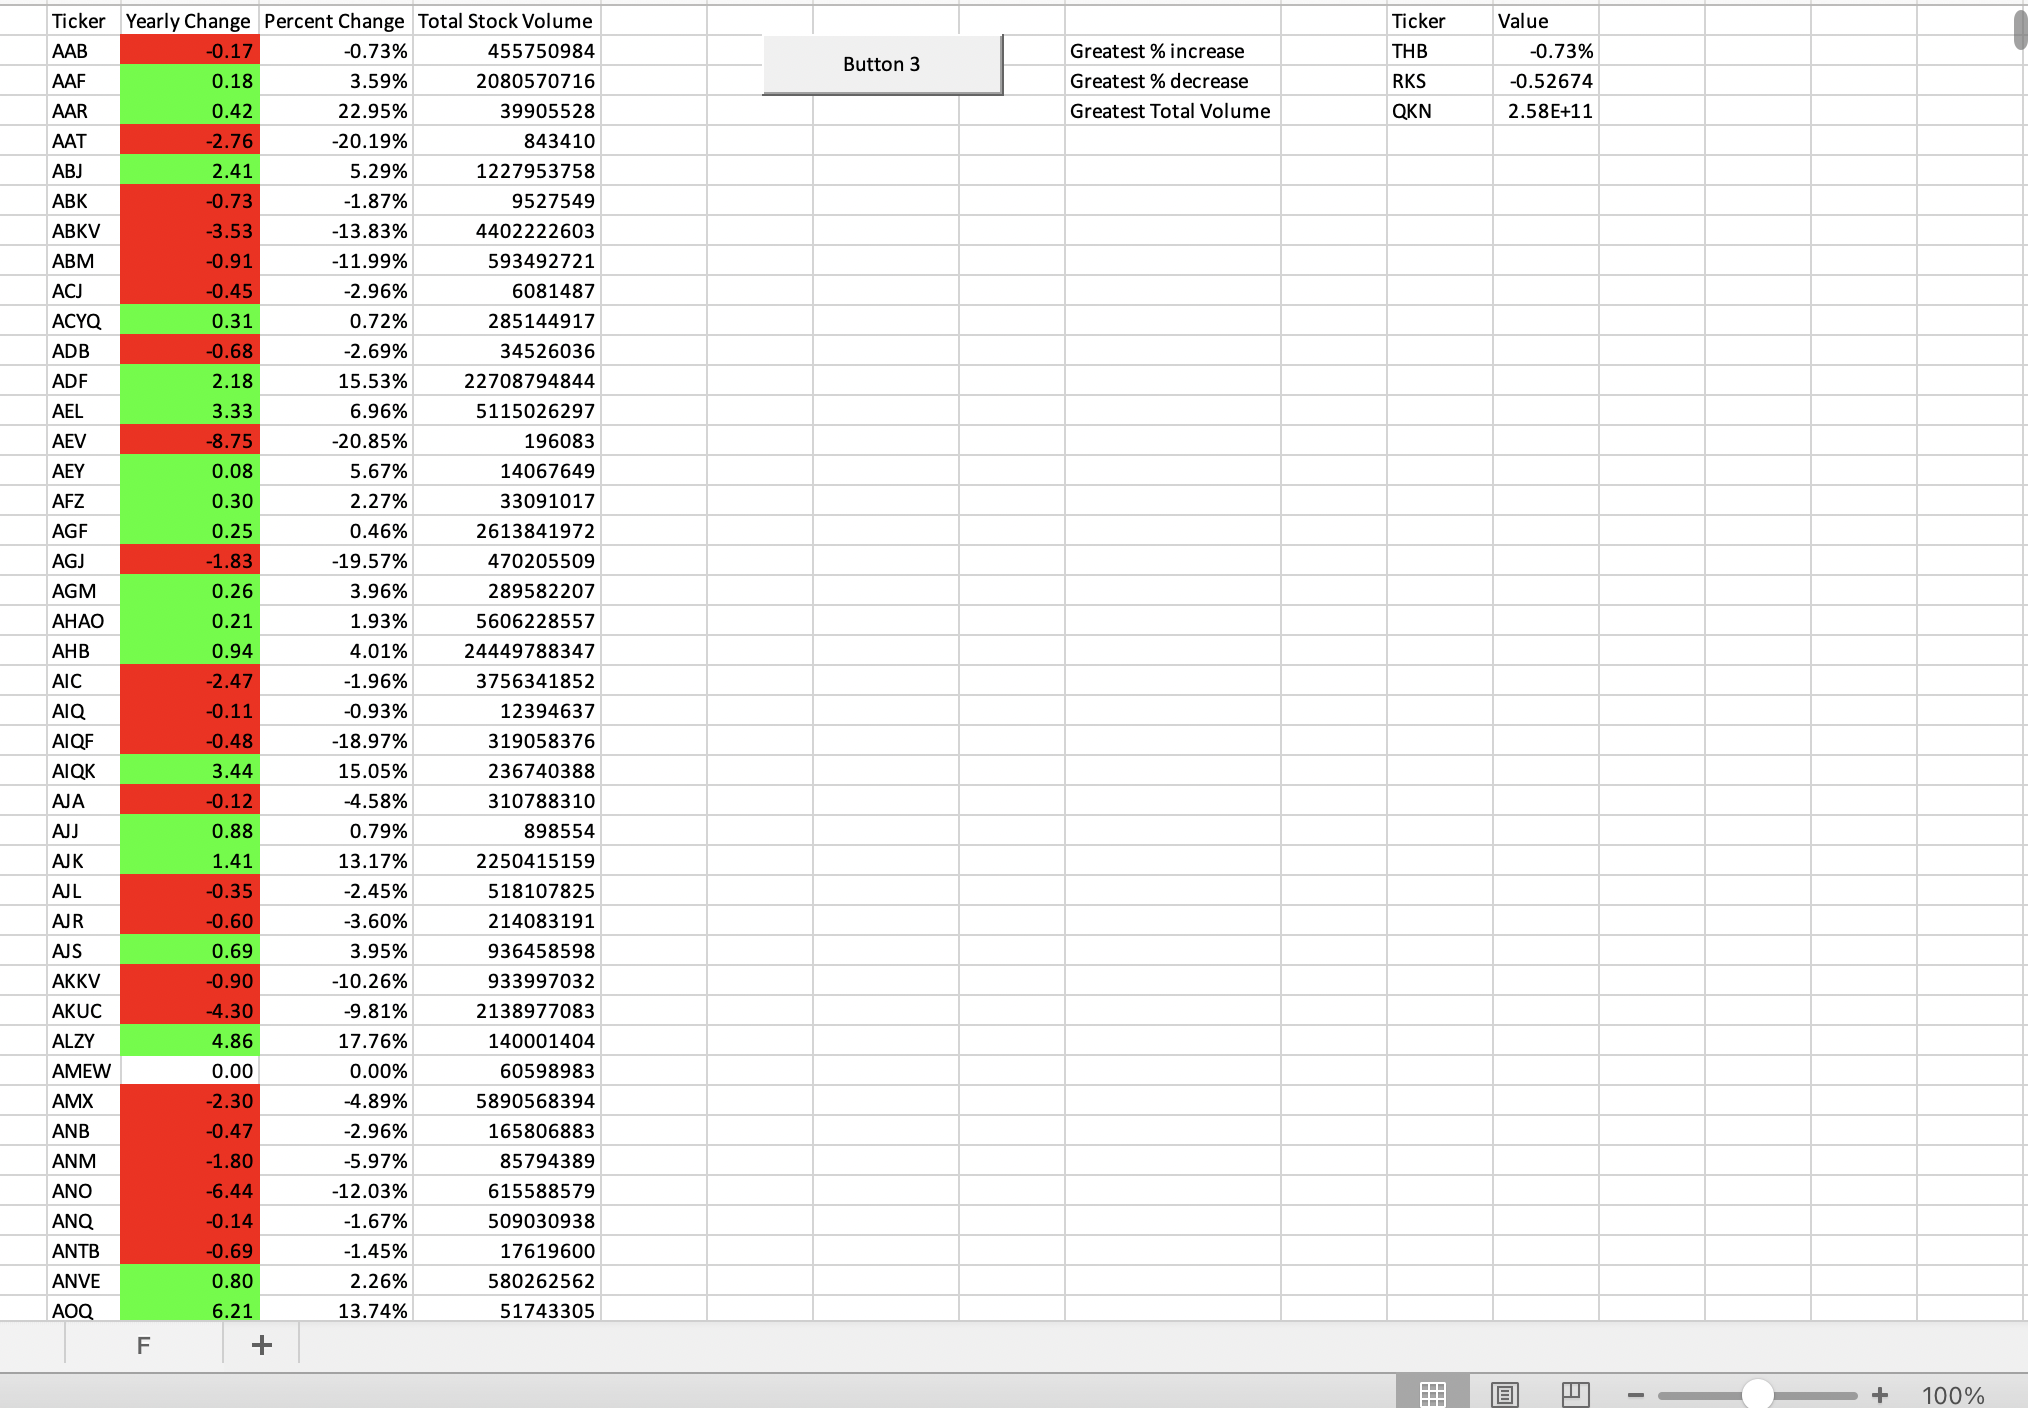 Ticker Yearly Change Percent Change Total Stock Volume Ticker Value
AAB -0.17 -0.73% 455750984 Button 3 Greatest % increase THB -0.73%
AAF 0.18 3.59% 2080570716 Greatest % decrease RKS -0.52674
AAR 0.42 22.95% 39905528 Greatest Total Volume QKN 2.58E+11
AAT -2.76 -20.19% 843410
ABJ 2.41 5.29% 1227953758
ABK -0.73 -1.87% 9527549
ABKV -3.53 -13.83% 4402222603
ABM -0.91 -11.99% 593492721
ACJ -0.45 -2.96% 6081487
ACYQ 0.31 0.72% 285144917
ADB -0.68 -2.69% 34526036
ADF 2.18 15.53% 22708794844
AEL 3.33 6.96% 5115026297
AEV -8.75 -20.85% 196083
AEY 0.08 5.67% 14067649
AFZ 0.30 2.27% 33091017
AGF 0.25 0.46% 2613841972
AGJ -1.83 -19.57% 470205509
AGM 0.26 3.96% 289582207
AHAO 0.21 1.93% 5606228557
AHB 0.94 4.01% 24449788347
AIC -2.47 -1.96% 3756341852
AIQ -0.11 -0.93% 12394637
AIQF -0.48 -18.97% 319058376
AIQK 3.44 15.05% 236740388
AJA -0.12 -4.58% 310788310
AJJ 0.88 0.79% 898554
AJK 1.41 13.17% 2250415159
AJL -0.35 -2.45% 518107825
AJR -0.60 -3.60% 214083191
AJS 0.69 3.95% 936458598
AKKV -0.90 -10.26% 933997032
AKUC -4.30 -9.81% 2138977083
ALZY 4.86 17.76% 140001404
AMEW 0.00 0.00% 60598983
AMX -2.30 -4.89% 5890568394
ANB -0.47 -2.96% 165806883
ANM -1.80 -5.97% 85794389
ANO -6.44 -12.03% 615588579
ANQ -0.14 -1.67% 509030938
ANTB -0.69 -1.45% 17619600
ANVE 0.80 2.26% 580262562
AOQ 6.21 13.74% 51743305
F +
100%